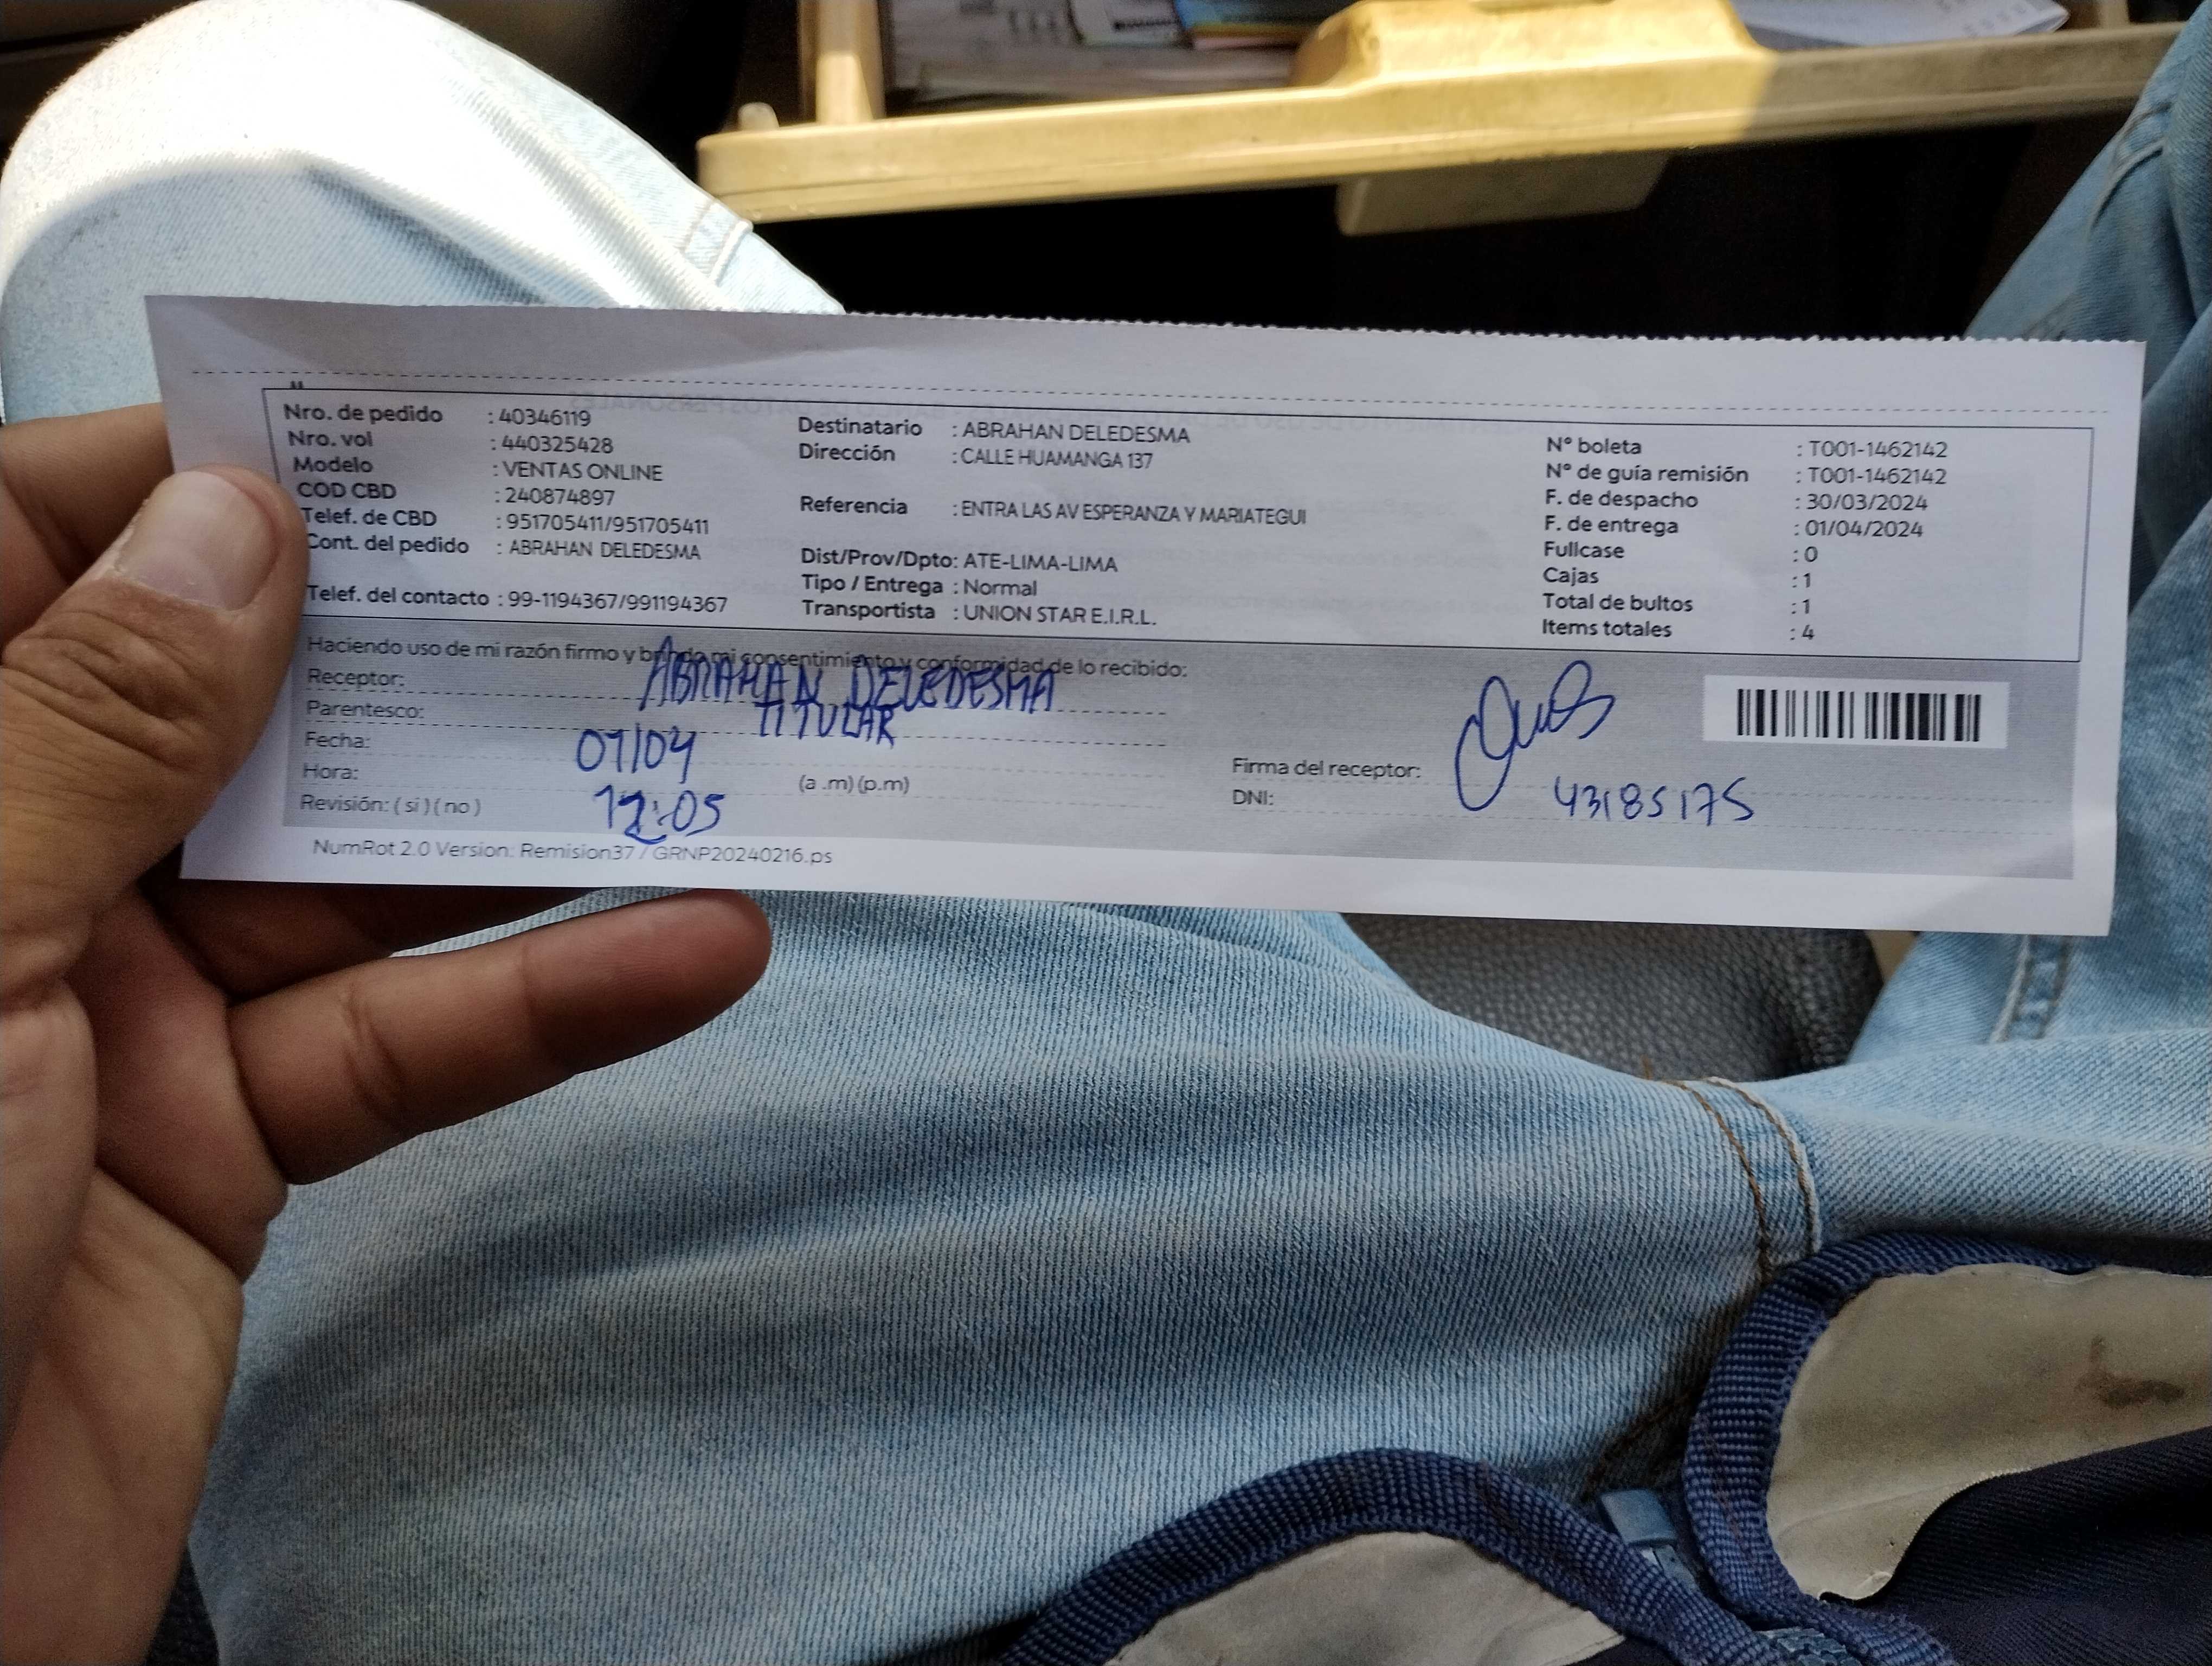 Nro. de pedido : 40346119
Nro. vol : 440325428
Modelo : VENTAS ONLINE
COD CBD : 240874897
Telef. de CBD : 951705411/951705411
Cont. del pedido : ABRAHAN DELEDESMA
Telef. del contacto : 99-1194367/991194367
Destinatario : ABRAHAN DELEDESMA
Dirección : CALLE HUAMANGA 137
Referencia : ENTRA LAS AV ESPERANZA Y MARIATEGUI
Dist/Prov/Dpto: ATE-LIMA-LIMA
Tipo / Entrega : Normal
Transportista : UNION STAR E.I.R.L.
N° boleta : T001-1462142
N° de guía remisión : T001-1462142
F. de despacho : 30/03/2024
F. de entrega : 01/04/2024
Fullcase : 0
Cajas : 1
Total de bultos : 1
Items totales : 4
Haciendo uso de mi razón firmo y brindo mi consentimiento y conformidad de lo recibido:
Receptor: ABRAHAN DELEDESMA
Parentesco: TITULAR
Fecha: 01/04
Hora: 12:05 (a .m) (p.m)
Revisión: ( si ) ( no )
Firma del receptor:
DNI: 43185175
NumRot 2.0 Version: Remision37 / GRNP20240216.ps